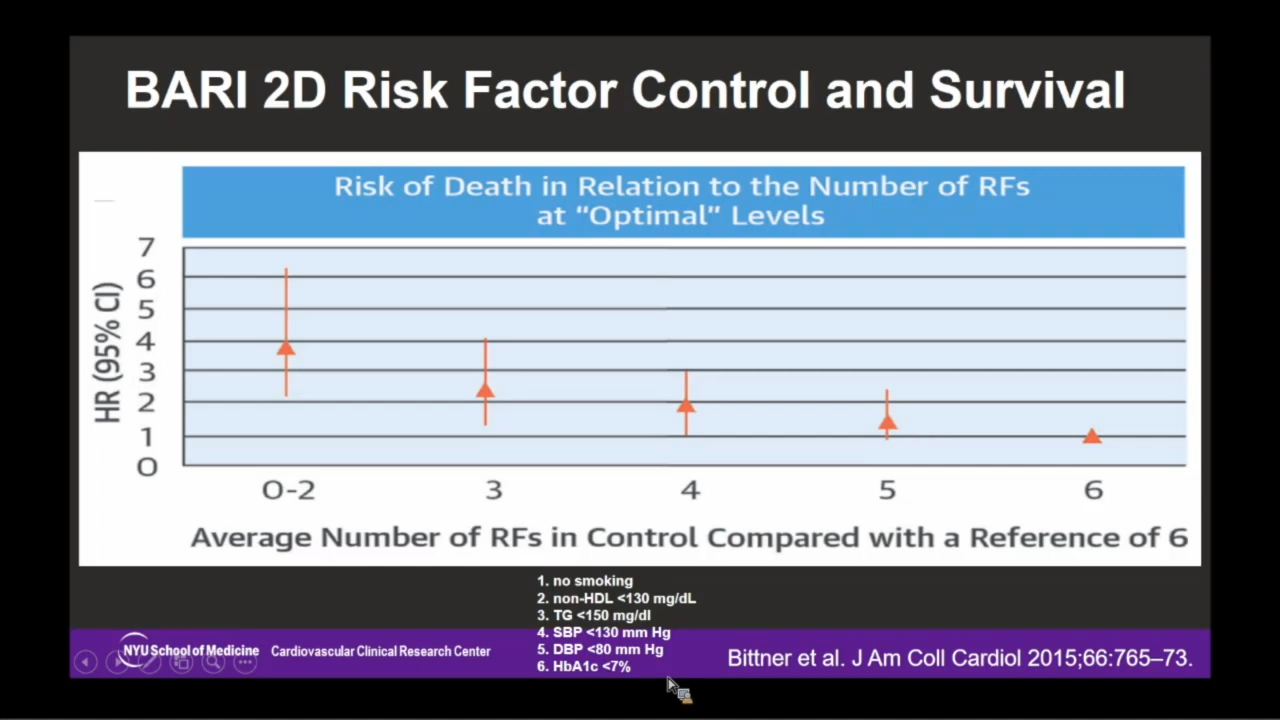 BARI 2D Risk Factor Control and Survival
Risk of Death in Relation to the Number of RFs
at “Optimal” Levels
HR (95% CI)
7
6
5
4
3
2
1
0
0-2 3 4 5 6
Average Number of RFs in Control Compared with a Reference of 6
1. no smoking
2. non-HDL <130 mg/dL
3. TG <150 mg/dl
4. SBP <130 mm Hg
5. DBP <80 mm Hg
6. HbA1c <7%
NYU School of Medicine Cardiovascular Clinical Research Center
Bittner et al. J Am Coll Cardiol 2015;66:765–73.